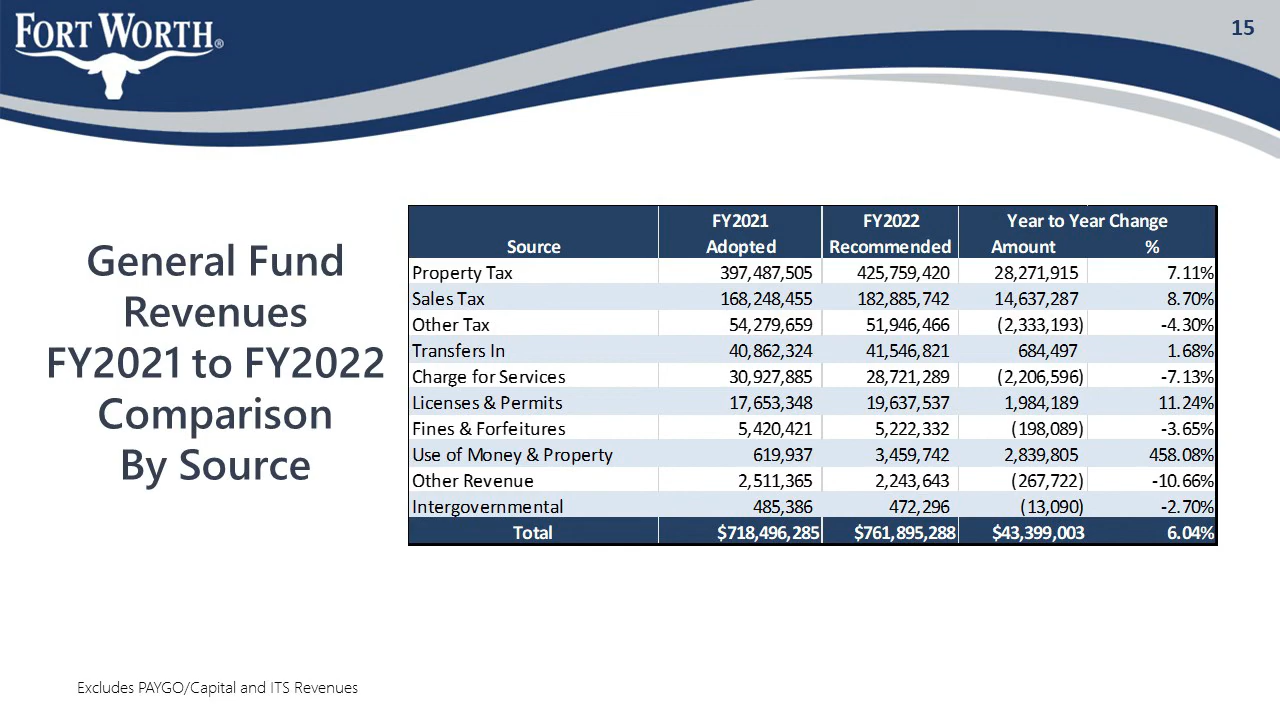 FORT WORTH®
15
General Fund
Revenues
FY2021 to FY2022
Comparison
By Source
FY2021 FY2022 Year to Year Change
Source Adopted Recommended Amount %
Property Tax 397,487,505 425,759,420 28,271,915 7.11%
Sales Tax 168,248,455 182,885,742 14,637,287 8.70%
Other Tax 54,279,659 51,946,466 (2,333,193) -4.30%
Transfers In 40,862,324 41,546,821 684,497 1.68%
Charge for Services 30,927,885 28,721,289 (2,206,596) -7.13%
Licenses & Permits 17,653,348 19,637,537 1,984,189 11.24%
Fines & Forfeitures 5,420,421 5,222,332 (198,089) -3.65%
Use of Money & Property 619,937 3,459,742 2,839,805 458.08%
Other Revenue 2,511,365 2,243,643 (267,722) -10.66%
Intergovernmental 485,386 472,296 (13,090) -2.70%
Total $718,496,285 $761,895,288 $43,399,003 6.04%
Excludes PAYGO/Capital and ITS Revenues